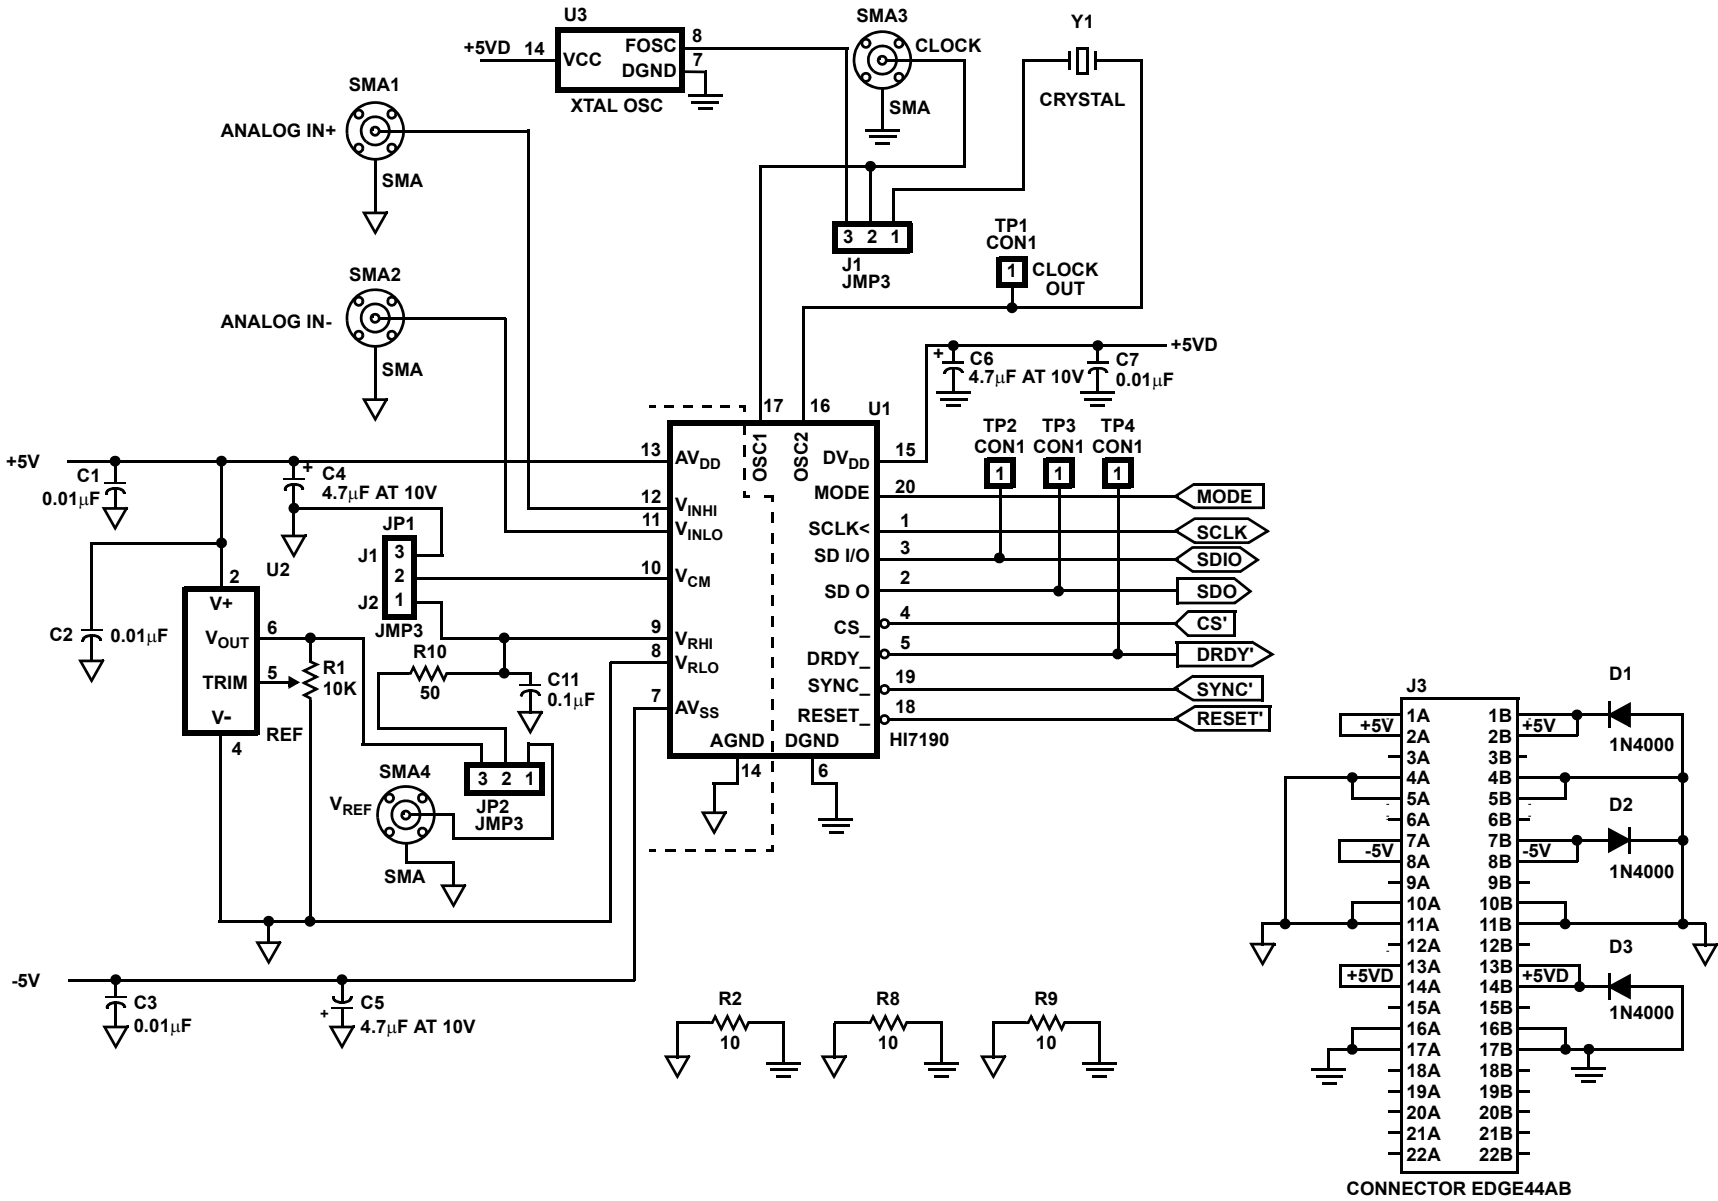 U3
+5VD 14
VCC
FOSC
DGND
8
7
XTAL OSC
SMA3
CLOCK
SMA
Y1
CRYSTAL
SMA1
ANALOG IN+
SMA
SMA2
ANALOG IN-
SMA
3 2 1
J1
JMP3
TP1
CON1
1
CLOCK
OUT
+5VD
+
C6
4.7µF AT 10V
C7
0.01µF
17
16
U1
OSC1
OSC2
TP2
CON1
1
TP3
CON1
1
TP4
CON1
1
+5V
C1
0.01µF
+
C4
4.7µF AT 10V
13
AVDD
12
VINHI
11
VINLO
10
VCM
9
VRHI
8
VRLO
7
AVSS
AGND
DGND
14
6
DVDD
15
MODE
20
MODE
SCLK<
1
SCLK
SD I/O
3
SDIO
SD O
2
SDO
CS_
4
CS'
DRDY_
5
DRDY'
SYNC_
19
SYNC'
RESET_
18
RESET'
HI7190
JP1
J1
3
2
J2
1
JMP3
U2
2
V+
VOUT
6
TRIM
5
V-
4
REF
C2
0.01µF
R1
10K
R10
50
C11
0.1µF
3 2 1
JP2
JMP3
SMA4
VREF
SMA
-5V
C3
0.01µF
+
C5
4.7µF AT 10V
R2
10
R8
10
R9
10
J3
1A 1B
+5V +5V
2A 2B
3A 3B
4A 4B
5A 5B
6A 6B
7A 7B
-5V -5V
8A 8B
9A 9B
10A 10B
11A 11B
12A 12B
13A 13B
+5VD +5VD
14A 14B
15A 15B
16A 16B
17A 17B
18A 18B
19A 19B
20A 20B
21A 21B
22A 22B
D1
1N4000
D2
1N4000
D3
1N4000
CONNECTOR EDGE44AB